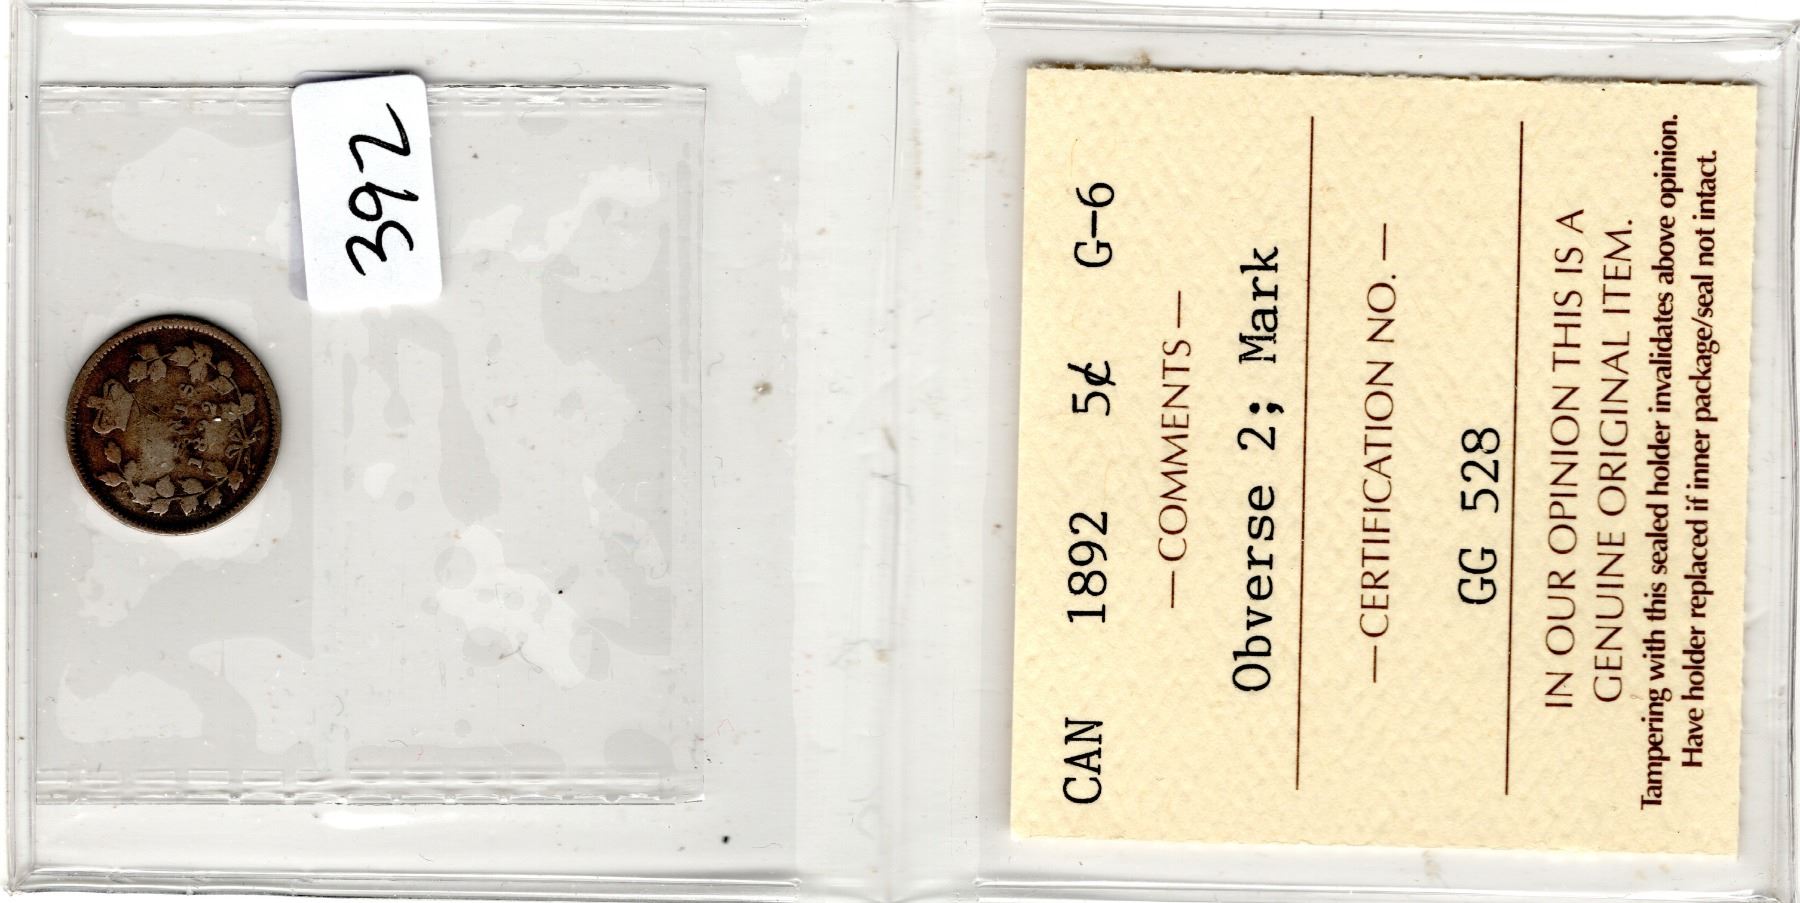 392
CAN 1892 5¢ G-6
—COMMENTS—
Obverse 2; Mark
—CERTIFICATION NO.—
GG 528
IN OUR OPINION THIS IS A
GENUINE ORIGINAL ITEM.
Tampering with this sealed holder invalidates above opinion.
Have holder replaced if inner package/seal not intact.